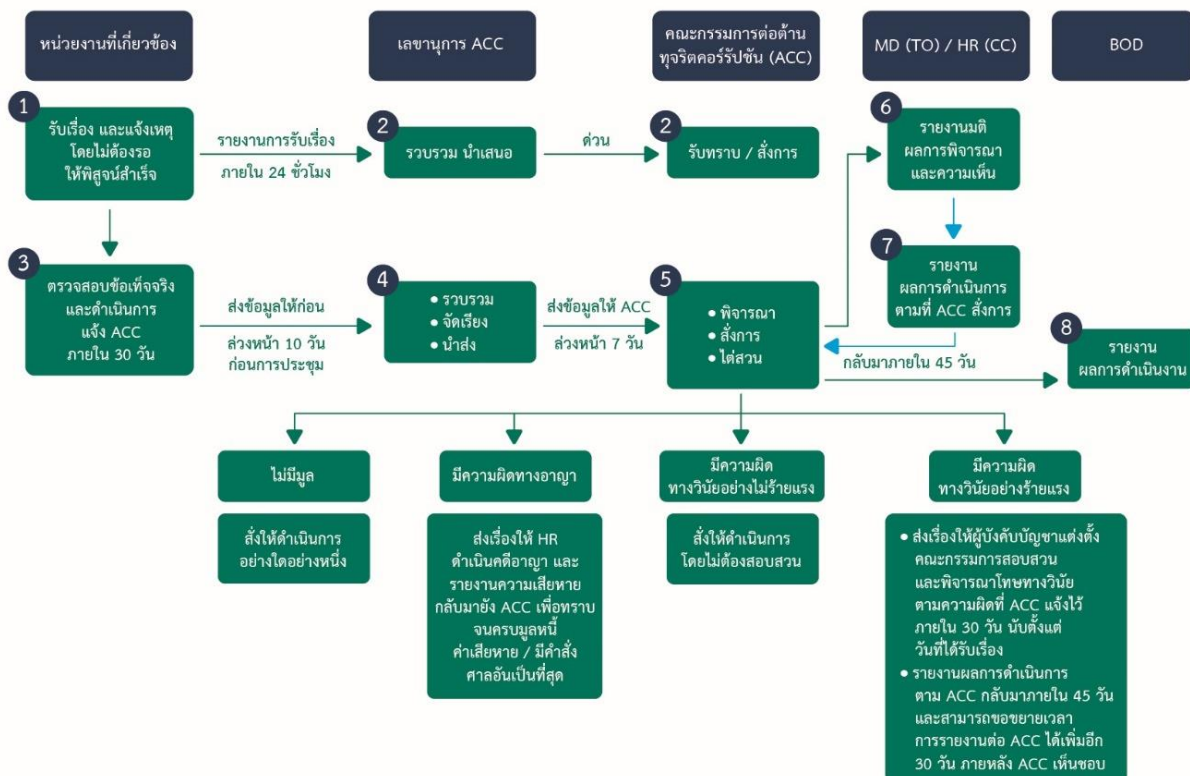 หน่วยงานที่เกี่ยวข้อง
เลขานุการ ACC
คณะกรรมการต่อต้าน
ทุจริตคอร์รัปชัน (ACC)
MD (TO) / HR (CC)
BOD
1
รับเรื่อง และแจ้งเหตุ
โดยไม่ต้องรอ
ให้พิสูจน์สำเร็จ
รายงานการรับเรื่อง
ภายใน 24 ชั่วโมง
2
รวบรวม นำเสนอ
ด่วน
2
รับทราบ / สั่งการ
6
รายงานมติ
ผลการพิจารณา
และความเห็น
3
ตรวจสอบข้อเท็จจริง
และดำเนินการ
แจ้ง ACC
ภายใน 30 วัน
ส่งข้อมูลให้ก่อน
ล่วงหน้า 10 วัน
ก่อนการประชุม
4
• รวบรวม
• จัดเรียง
• นำส่ง
ส่งข้อมูลให้ ACC
ล่วงหน้า 7 วัน
5
• พิจารณา
• สั่งการ
• ไต่สวน
7
รายงาน
ผลการดำเนินการ
ตามที่ ACC สั่งการ
กลับมาภายใน 45 วัน
8
รายงาน
ผลการดำเนินงาน
ไม่มีมูล
สั่งให้ดำเนินการ
อย่างใดอย่างหนึ่ง
มีความผิดทางอาญา
ส่งเรื่องให้ HR
ดำเนินคดีอาญา และ
รายงานความเสียหาย
กลับมายัง ACC เพื่อทราบ
จนครบมูลหนี้
ค่าเสียหาย / มีคำสั่ง
ศาลอันเป็นที่สุด
มีความผิด
ทางวินัยอย่างไม่ร้ายแรง
สั่งให้ดำเนินการ
โดยไม่ต้องสอบสวน
มีความผิด
ทางวินัยอย่างร้ายแรง
• ส่งเรื่องให้ผู้บังคับบัญชาแต่งตั้ง
คณะกรรมการสอบสวน
และพิจารณาโทษทางวินัย
ตามความผิดที่ ACC แจ้งไว้
ภายใน 30 วัน นับตั้งแต่
วันที่ได้รับเรื่อง
• รายงานผลการดำเนินการ
ตาม ACC กลับมาภายใน 45 วัน
และสามารถขอขยายเวลา
การรายงานต่อ ACC ได้เพิ่มอีก
30 วัน ภายหลัง ACC เห็นชอบ